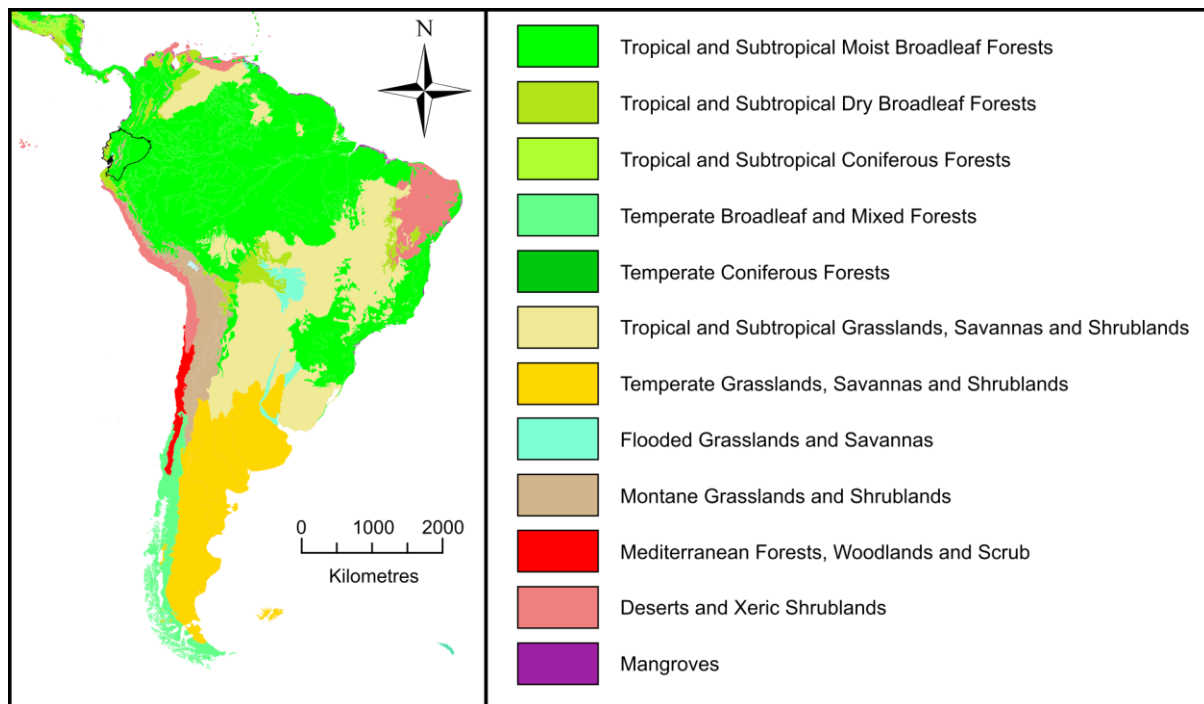 N
0 1000 2000
Kilometres
Tropical and Subtropical Moist Broadleaf Forests
Tropical and Subtropical Dry Broadleaf Forests
Tropical and Subtropical Coniferous Forests
Temperate Broadleaf and Mixed Forests
Temperate Coniferous Forests
Tropical and Subtropical Grasslands, Savannas and Shrublands
Temperate Grasslands, Savannas and Shrublands
Flooded Grasslands and Savannas
Montane Grasslands and Shrublands
Mediterranean Forests, Woodlands and Scrub
Deserts and Xeric Shrublands
Mangroves